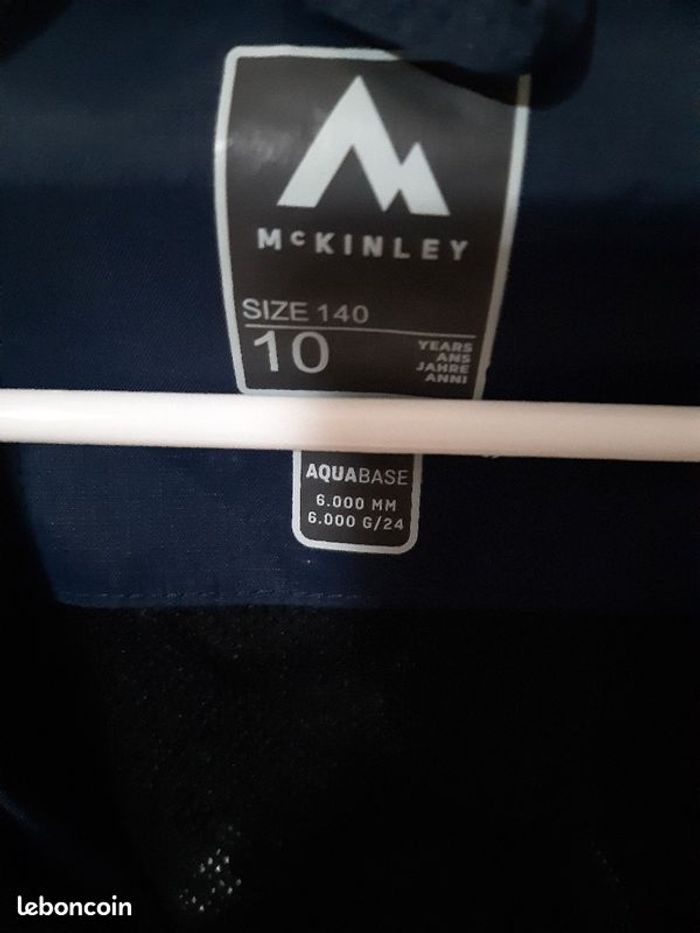 McKINLEY
SIZE 140
10
YEARS
ANS
JAHRE
ANNI
AQUABASE
6.000 MM
6.000 G/24
leboncoin